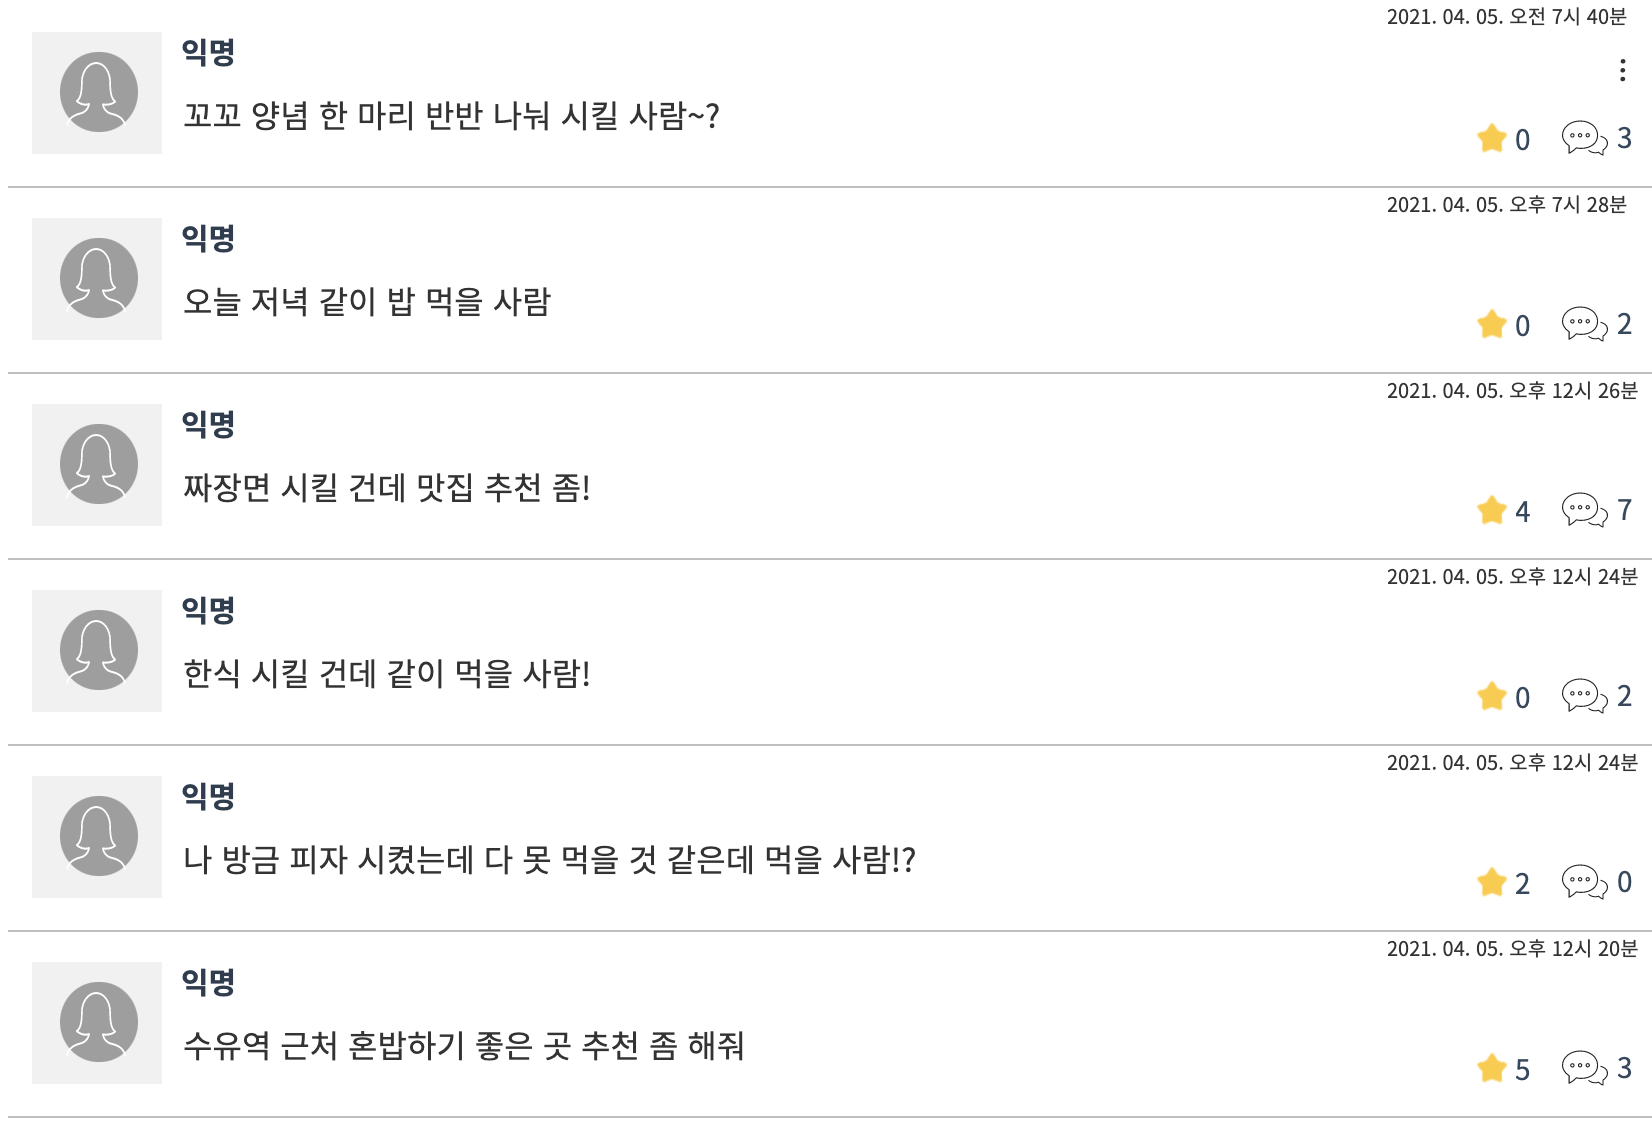 2021. 04. 05. 오전 7시 40분
익명
꼬꼬 양념 한 마리 반반 나눠 시킬 사람~?
0 3
2021. 04. 05. 오후 7시 28분
익명
오늘 저녁 같이 밥 먹을 사람
0 2
2021. 04. 05. 오후 12시 26분
익명
짜장면 시킬 건데 맛집 추천 좀!
4 7
2021. 04. 05. 오후 12시 24분
익명
한식 시킬 건데 같이 먹을 사람!
0 2
2021. 04. 05. 오후 12시 24분
익명
나 방금 피자 시켰는데 다 못 먹을 것 같은데 먹을 사람!?
2 0
2021. 04. 05. 오후 12시 20분
익명
수유역 근처 혼밥하기 좋은 곳 추천 좀 해줘
5 3